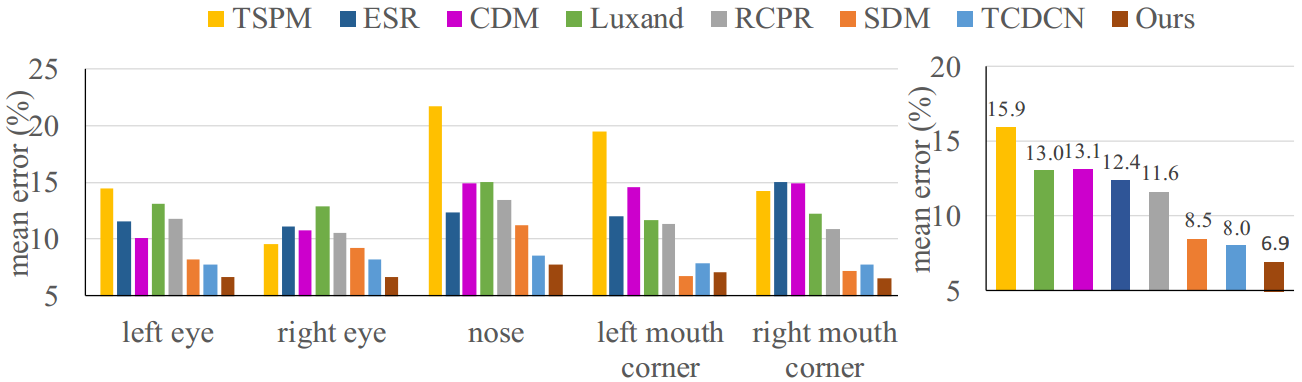 TSPM ESR CDM Luxand RCPR SDM TCDCN Ours
mean error (%)
25
20
15
10
5
left eye
right eye
nose
left mouth
corner
right mouth
corner
mean error (%)
20
15
10
5
15.9
13.0
13.1
12.4
11.6
8.5
8.0
6.9